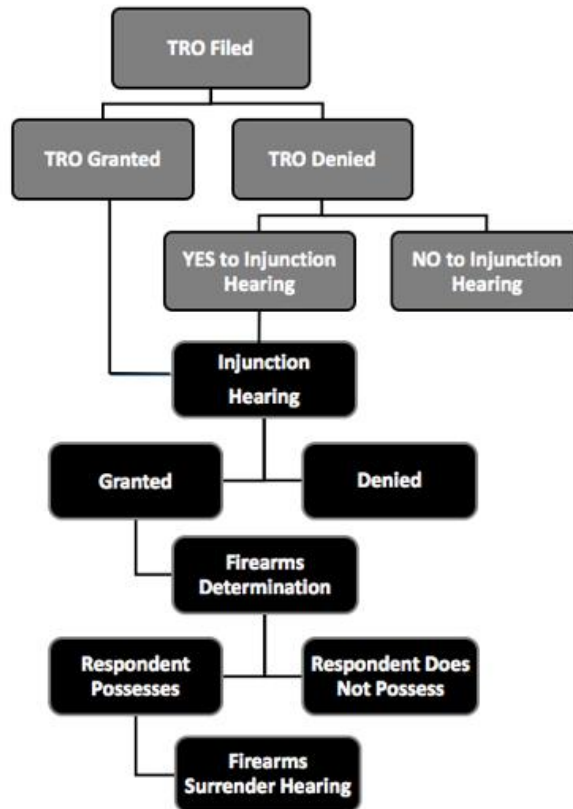 TRO Filed
TRO Granted
TRO Denied
YES to Injunction
Hearing
NO to Injunction
Hearing
Injunction
Hearing
Granted
Denied
Firearms
Determination
Respondent
Possesses
Respondent Does
Not Possess
Firearms
Surrender Hearing